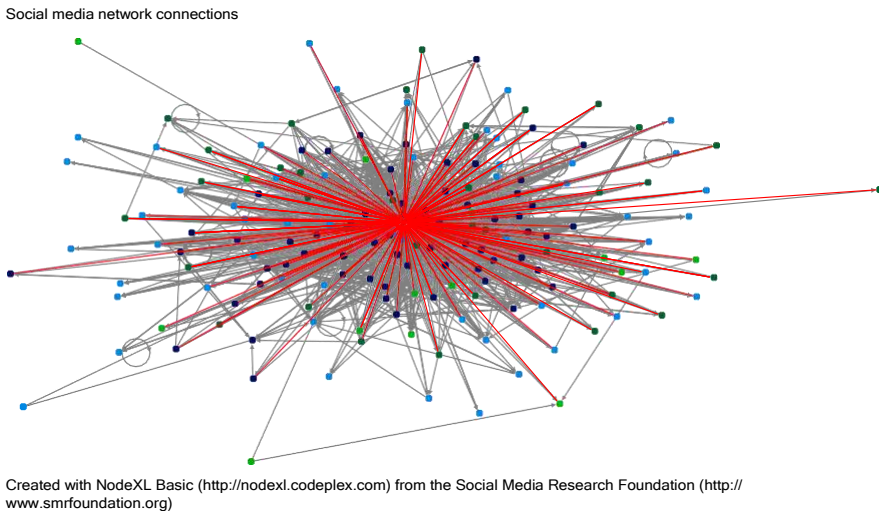 Social media network connections
Created with NodeXL Basic (http://nodexl.codeplex.com) from the Social Media Research Foundation (http://
www.smrfoundation.org)